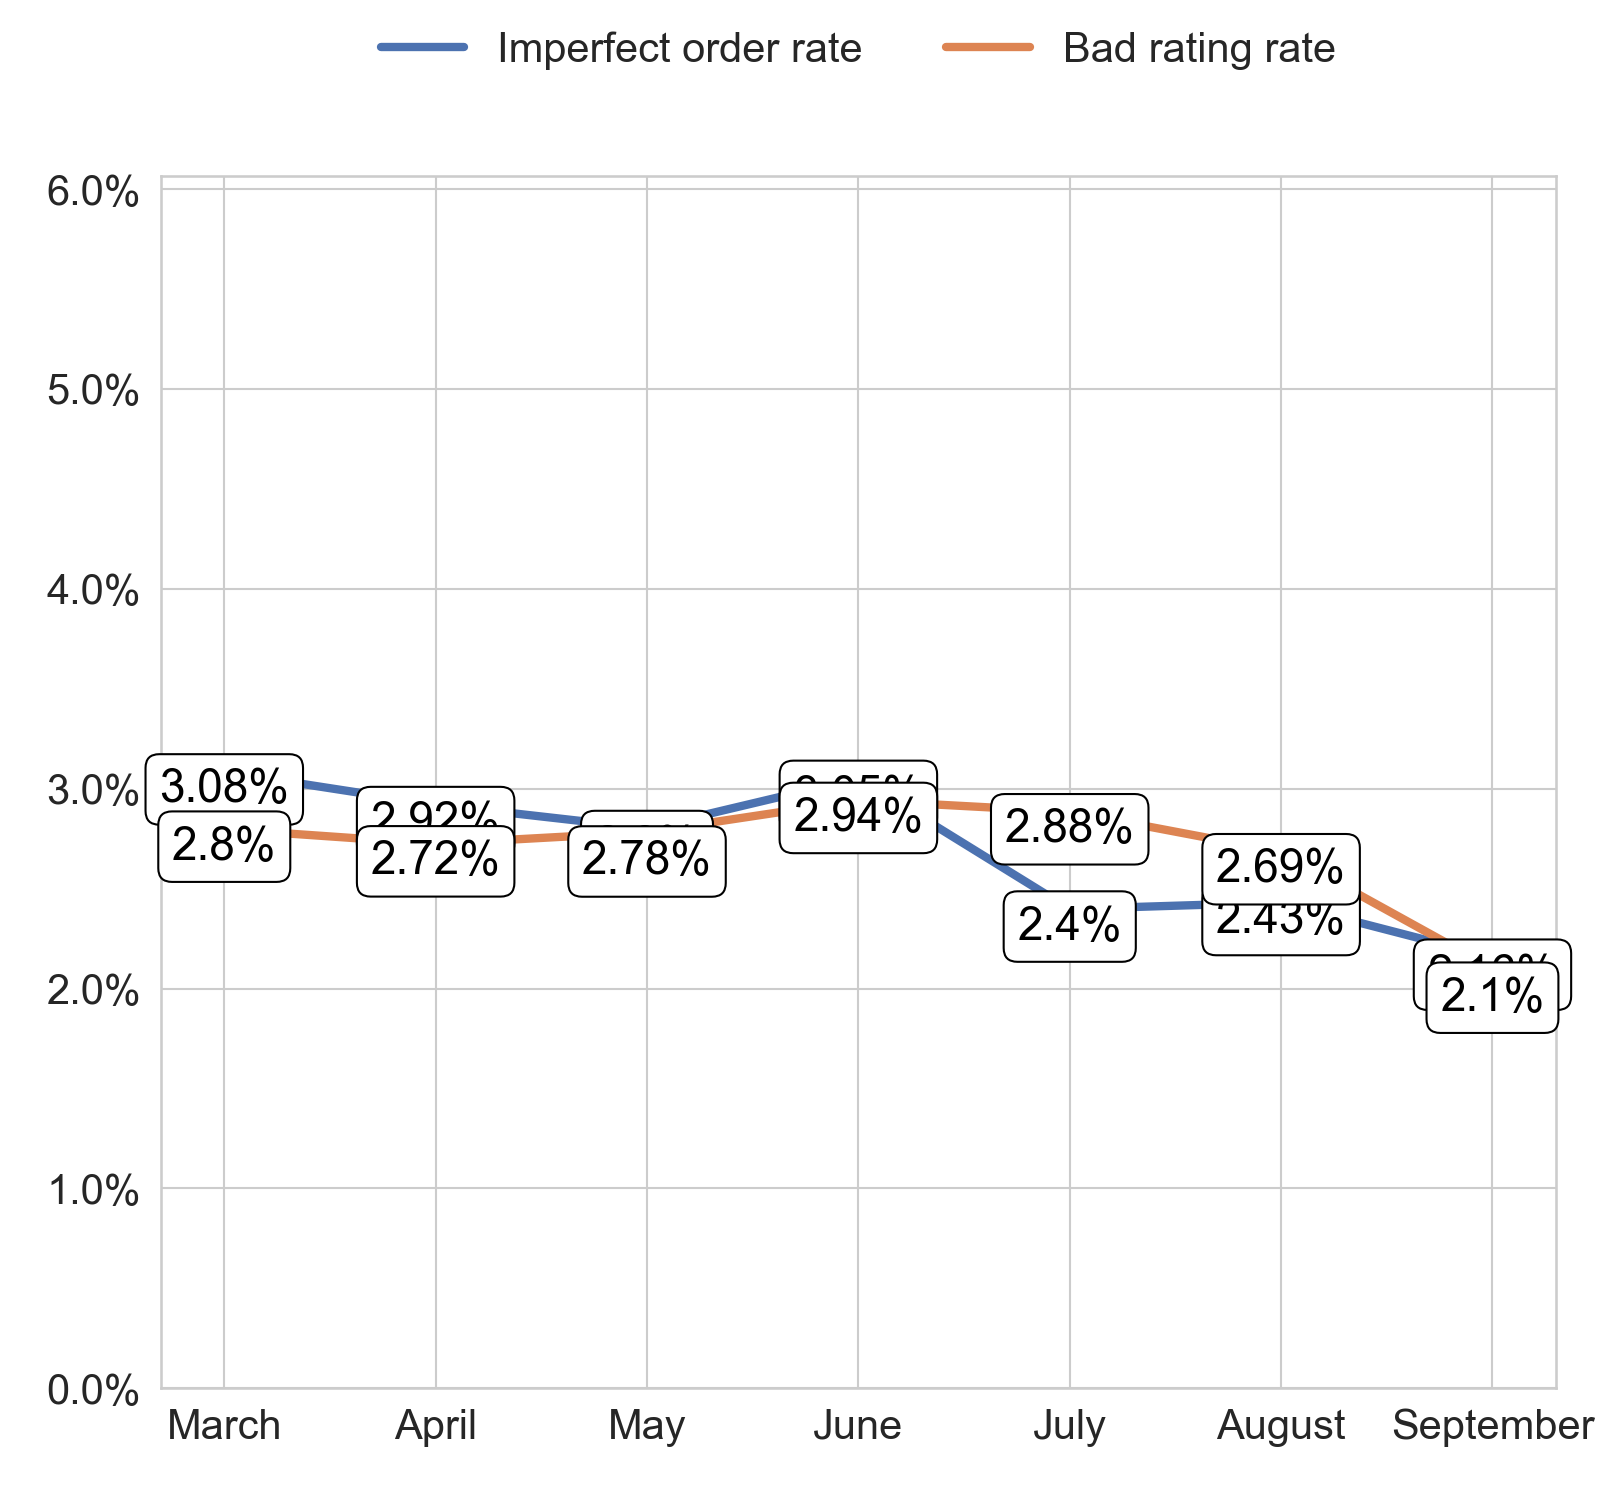 Imperfect order rate
Bad rating rate
6.0%
5.0%
4.0%
3.0%
2.0%
1.0%
0.0%
3.08%
2.8%
2.92%
2.72%
2.78%
2.94%
2.88%
2.4%
2.69%
2.43%
2.1%
March
April
May
June
July
August
September